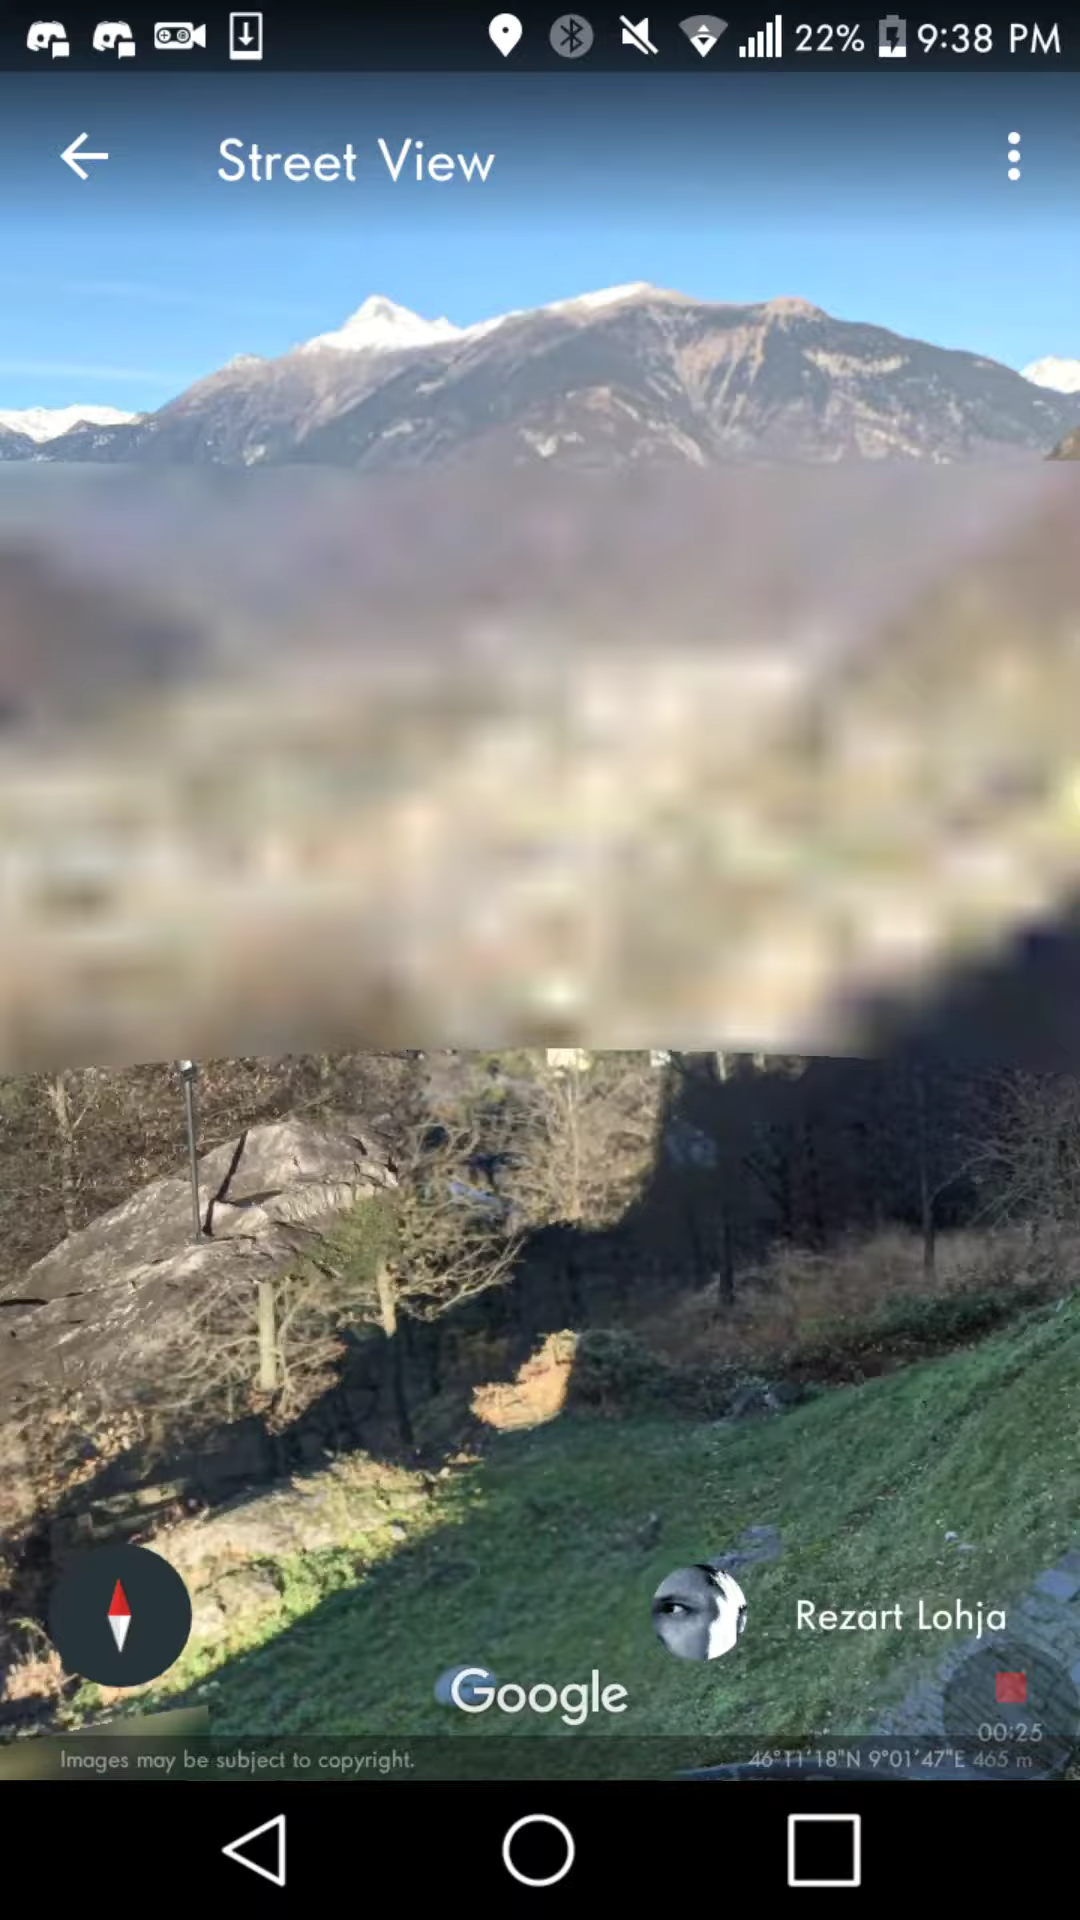 22% 9:38 PM
Street View
Rezart Lohja
Google
00:25
Images may be subject to copyright.
46°11'18"N 9°01'47"E 465 m